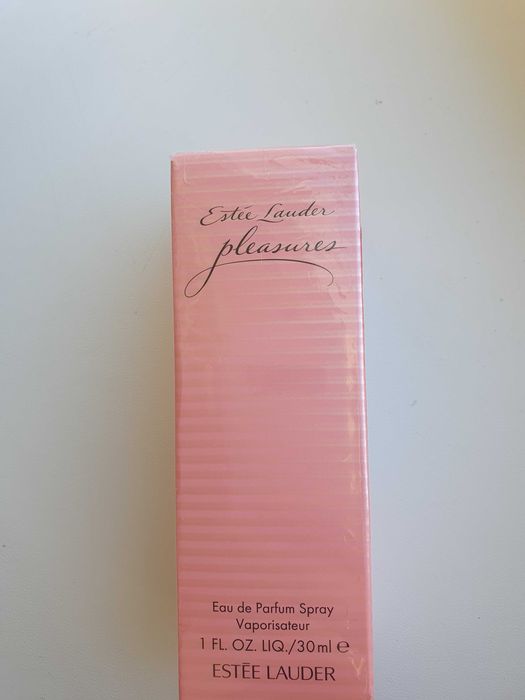 Estée Lauder
pleasures
Eau de Parfum Spray
Vaporisateur
1 FL. OZ. LIQ./30 ml ℮
ESTĒE LAUDER